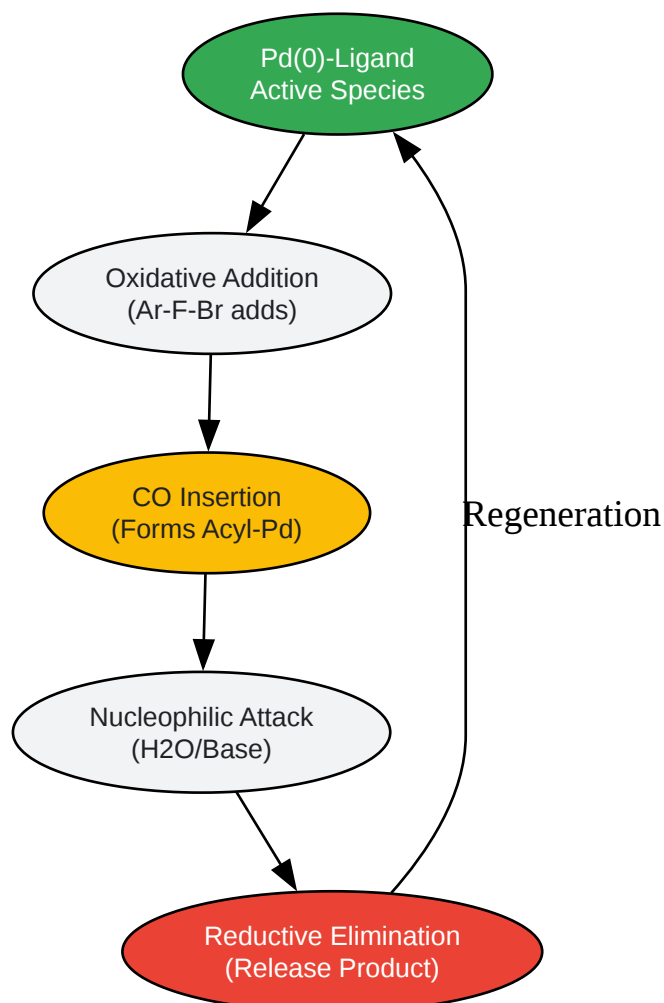 Pd(0)-Ligand
Active Species
Oxidative Addition
(Ar-F-Br adds)
CO Insertion
(Forms Acyl-Pd)
Regeneration
Nucleophilic Attack
(H2O/Base)
Reductive Elimination
(Release Product)